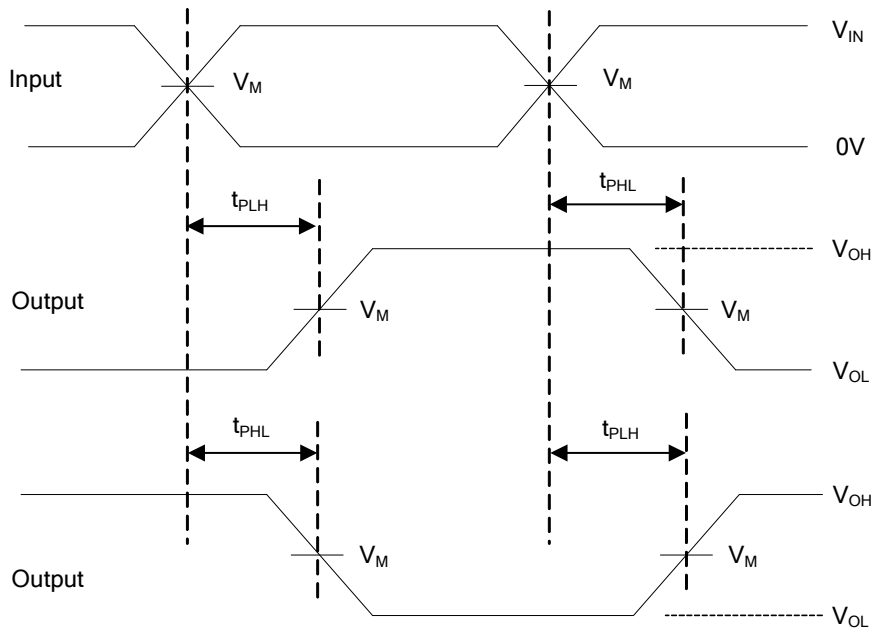 V_IN
Input
V_M
V_M
0V
t_PLH
t_PHL
V_OH
Output
V_M
V_M
V_OL
t_PHL
t_PLH
V_OH
V_M
V_M
Output
V_OL